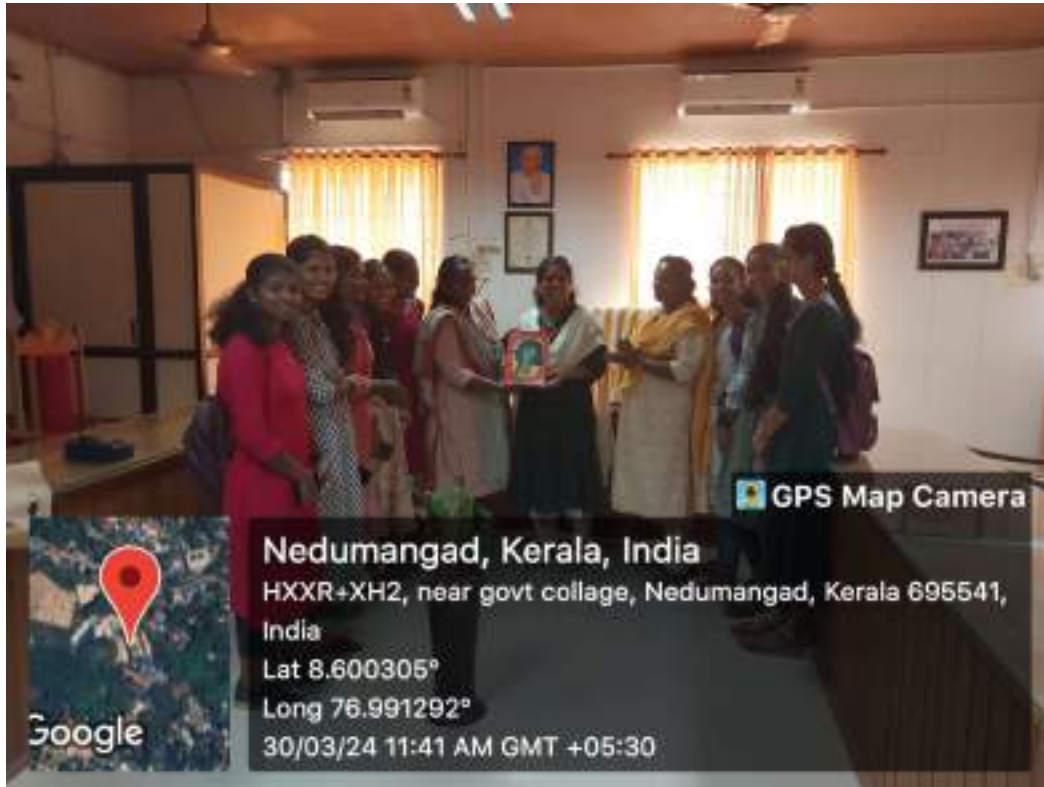 GPS Map Camera
Nedumangad, Kerala, India
HXXR+XH2, near govt collage, Nedumangad, Kerala 695541,
India
Lat 8.600305°
Long 76.991292°
30/03/24 11:41 AM GMT +05:30
Google